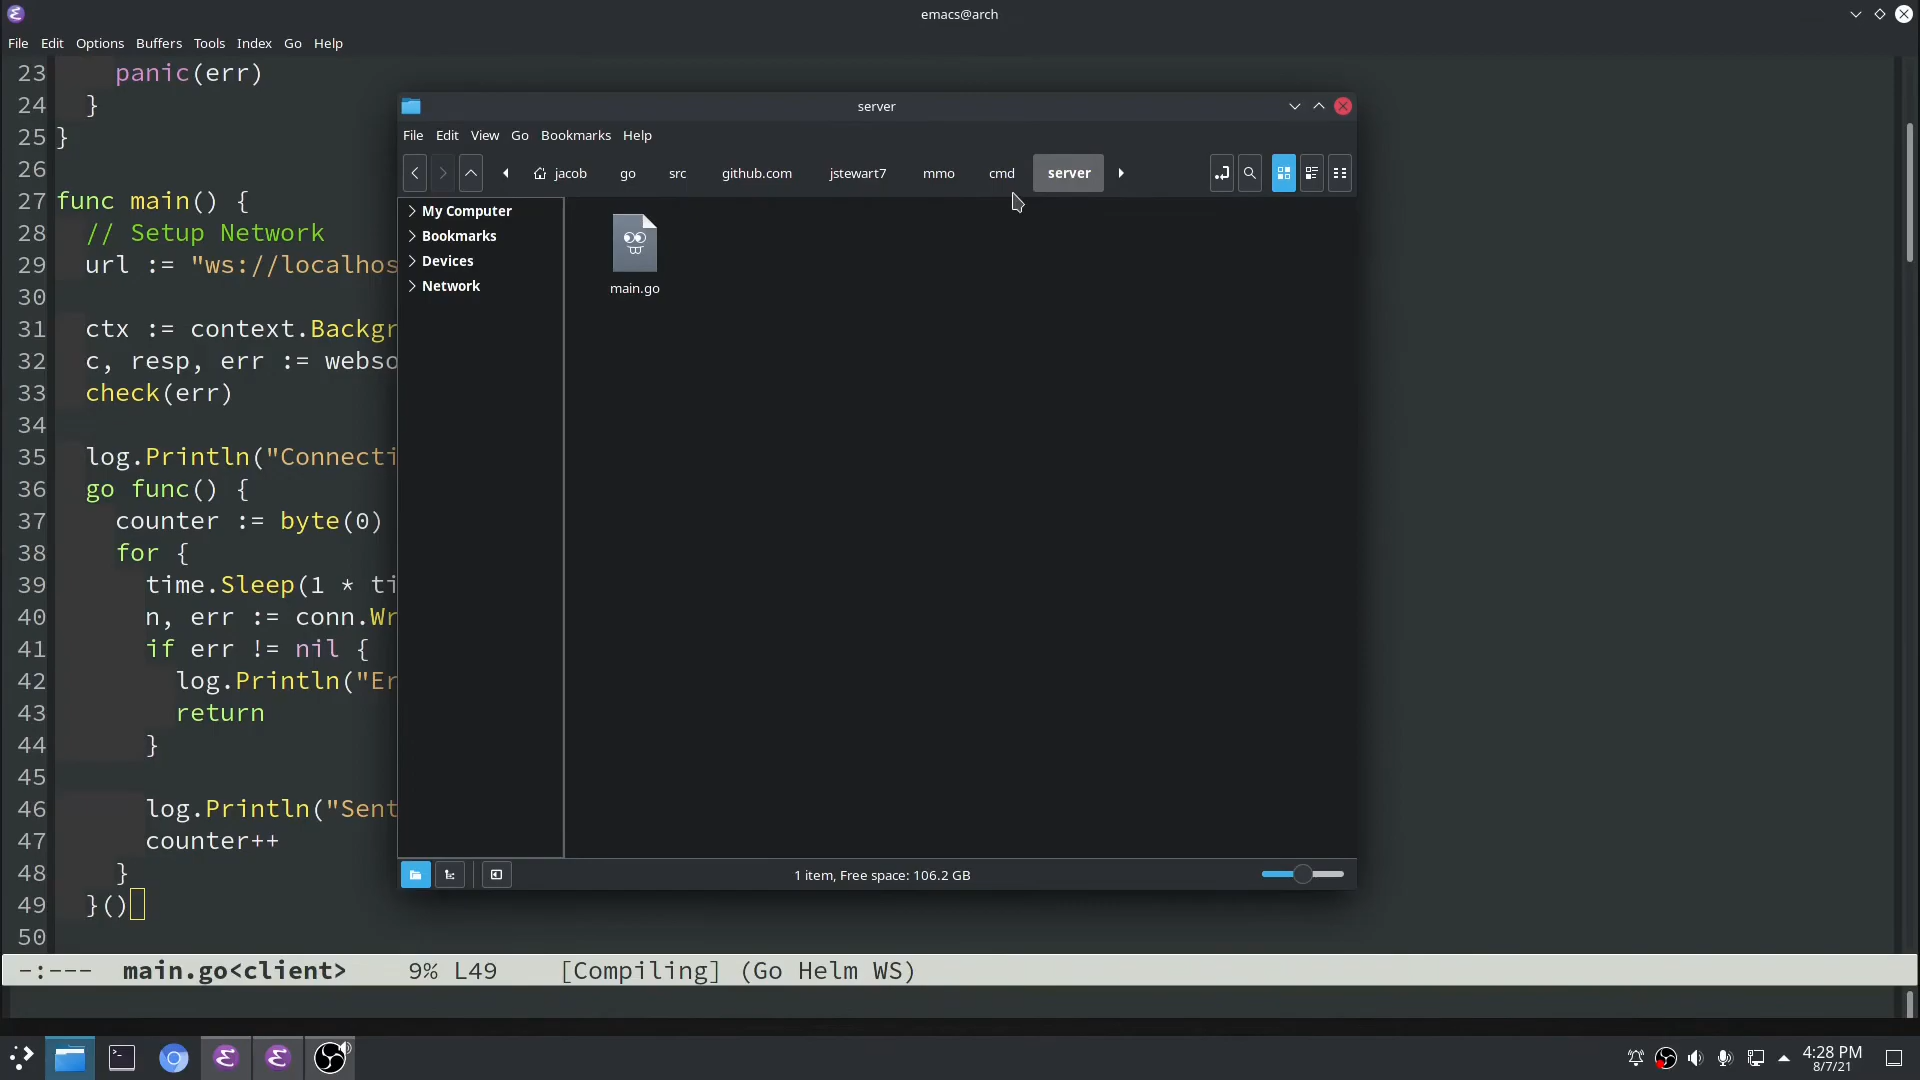 emacs@arch
File Edit Options Buffers Tools Index Go Help
23 panic(err)
24 }
25 }
26
27 func main() {
28 // Setup Network
29 url := "ws://localhos
30
31 ctx := context.Backgr
32 c, resp, err := webso
33 check(err)
34
35 log.Println("Connecti
36 go func() {
37 counter := byte(0)
38 for {
39 time.Sleep(1 * ti
40 n, err := conn.Wr
41 if err != nil {
42 log.Println("Er
43 return
44 }
45
46 log.Println("Sent
47 counter++
48 }
49 }()
50
-:--- main.go<client> 9% L49 [Compiling] (Go Helm WS)
server
File Edit View Go Bookmarks Help
jacob go src github.com jstewart7 mmo cmd server
My Computer
Bookmarks
Devices
Network
main.go
1 item, Free space: 106.2 GB
4:28 PM
8/7/21